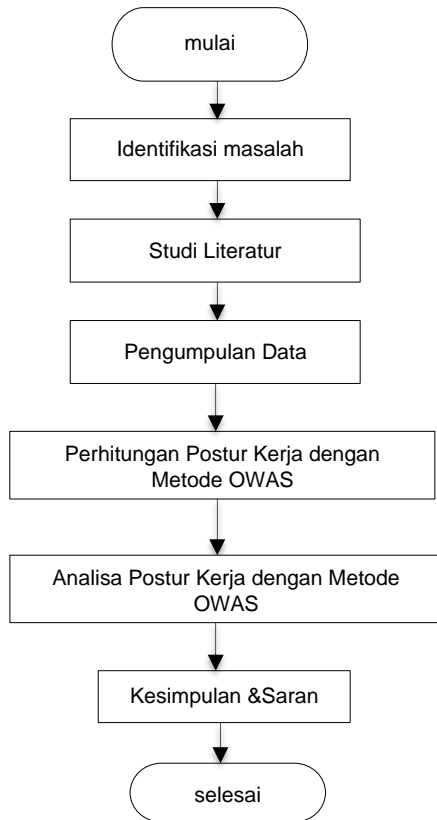 mulai
Identifikasi masalah
Studi Literatur
Pengumpulan Data
Perhitungan Postur Kerja dengan
Metode OWAS
Analisa Postur Kerja dengan Metode
OWAS
Kesimpulan &Saran
selesai